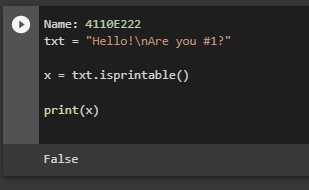 Name: 4110E222
txt = "Hello!\nAre you #1?"
x = txt.isprintable()
print(x)
False